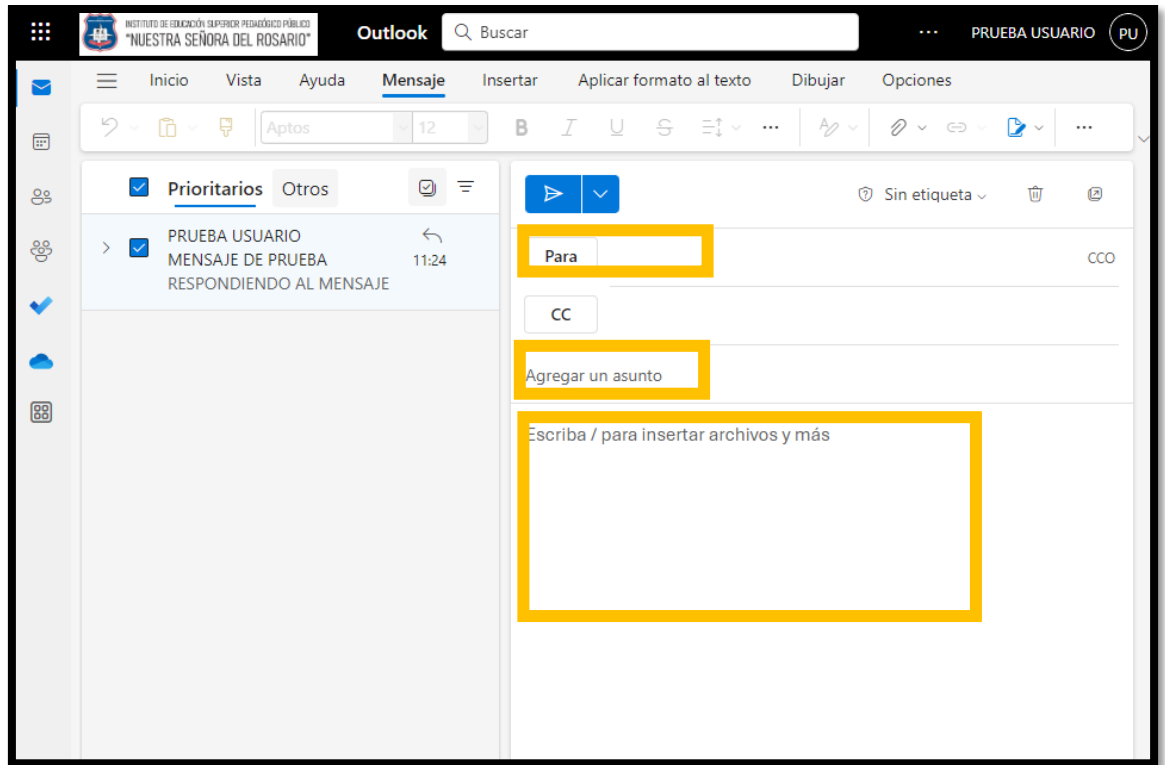 INSTITUTO DE EDUCACIÓN SUPERIOR PEDAGÓGICO PÚBLICO
"NUESTRA SEÑORA DEL ROSARIO"
Outlook
Buscar
PRUEBA USUARIO
PU
Inicio Vista Ayuda Mensaje Insertar Aplicar formato al texto Dibujar Opciones
Aptos
12
B I U S
Prioritarios Otros
Sin etiqueta
PRUEBA USUARIO
MENSAJE DE PRUEBA 11:24
RESPONDIENDO AL MENSAJE
Para
CCO
CC
Agregar un asunto
Escriba / para insertar archivos y más